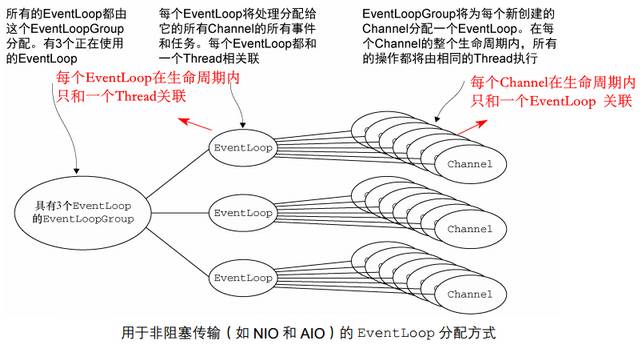 所有的EventLoop都由
这个EventLoopGroup
分配。有3个正在使用
的EventLoop
每个EventLoop将处理分配给
它的所有Channel的所有事件
和任务。每个EventLoop都和
一个Thread相关联
EventLoopGroup将为每个新创建的
Channel分配一个EventLoop。在每
个Channel的整个生命周期内，所有
的操作都将由相同的Thread执行
每个EventLoop在生命周期内
只和一个Thread关联
每个Channel在生命周期内
只和一个EventLoop 关联
EventLoop
Channel
具有3个EventLoop
的EventLoopGroup
EventLoop
Channel
EventLoop
Channel
用于非阻塞传输（如 NIO 和 AIO）的 EventLoop 分配方式